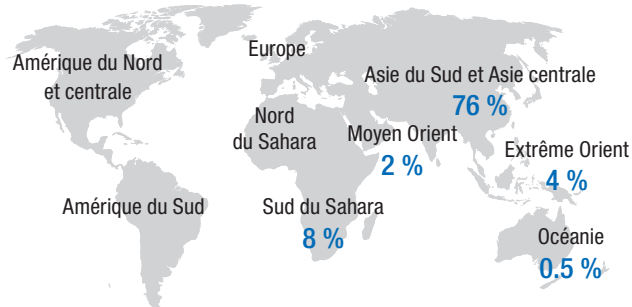 Amérique du Nord
et centrale
Europe
Asie du Sud et Asie centrale
76 %
Nord
du Sahara
Moyen Orient
2 %
Extrême Orient
4 %
Amérique du Sud
Sud du Sahara
8 %
Océanie
0.5 %